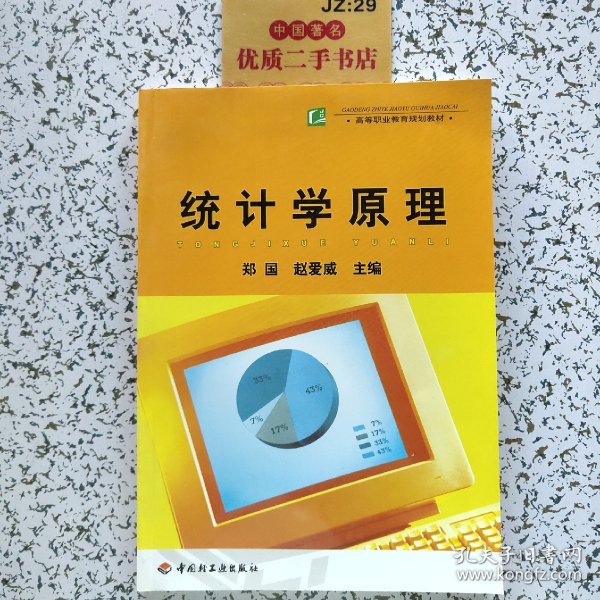 JZ:29
中国著名
优质二手书店
GAODENG ZHIYE JIAOYU GUIHUA JIAOCAI
·高等职业教育规划教材·
统计学原理
TONGJIXUE YUANLI
郑国 赵爱威 主编
33%
43%
7%
17%
7%
17%
33%
43%
中国轻工业出版社
孔夫子旧书网
www.kongfz.com